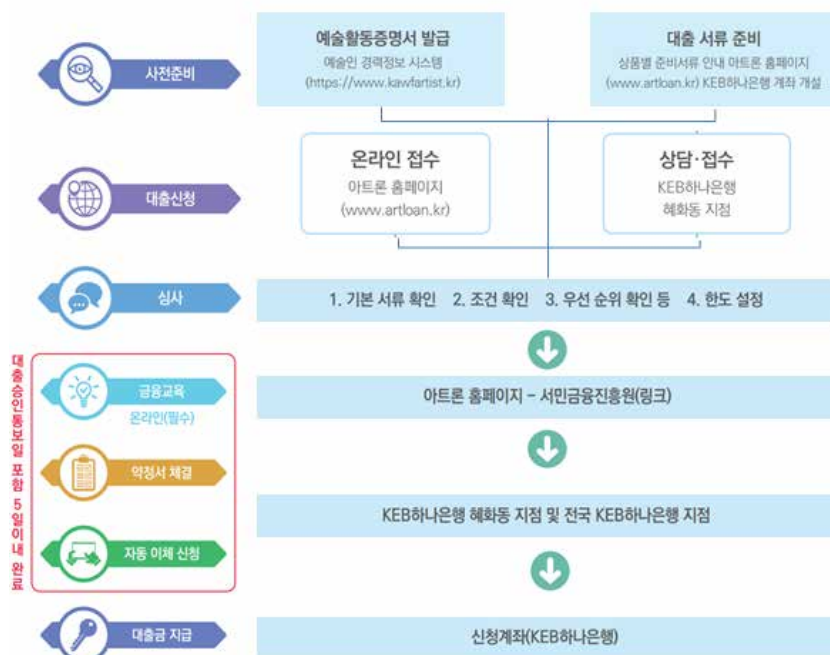 사전준비
예술활동증명서 발급
예술인 경력정보 시스템
(https://www.kawfartist.kr)
대출 서류 준비
상품별 준비서류 안내 아트론 홈페이지
(www.artloan.kr) KEB하나은행 계좌 개설
대출신청
온라인 접수
아트론 홈페이지
(www.artloan.kr)
상담·접수
KEB하나은행
혜화동 지점
심사
1. 기본 서류 확인 2. 조건 확인 3. 우선 순위 확인 등 4. 한도 설정
대출승인통보일 포함 5일이내 완료
금융교육
온라인(필수)
아트론 홈페이지 – 서민금융진흥원(링크)
약정서 체결
자동 이체 신청
KEB하나은행 혜화동 지점 및 전국 KEB하나은행 지점
대출금 지급
신청계좌(KEB하나은행)